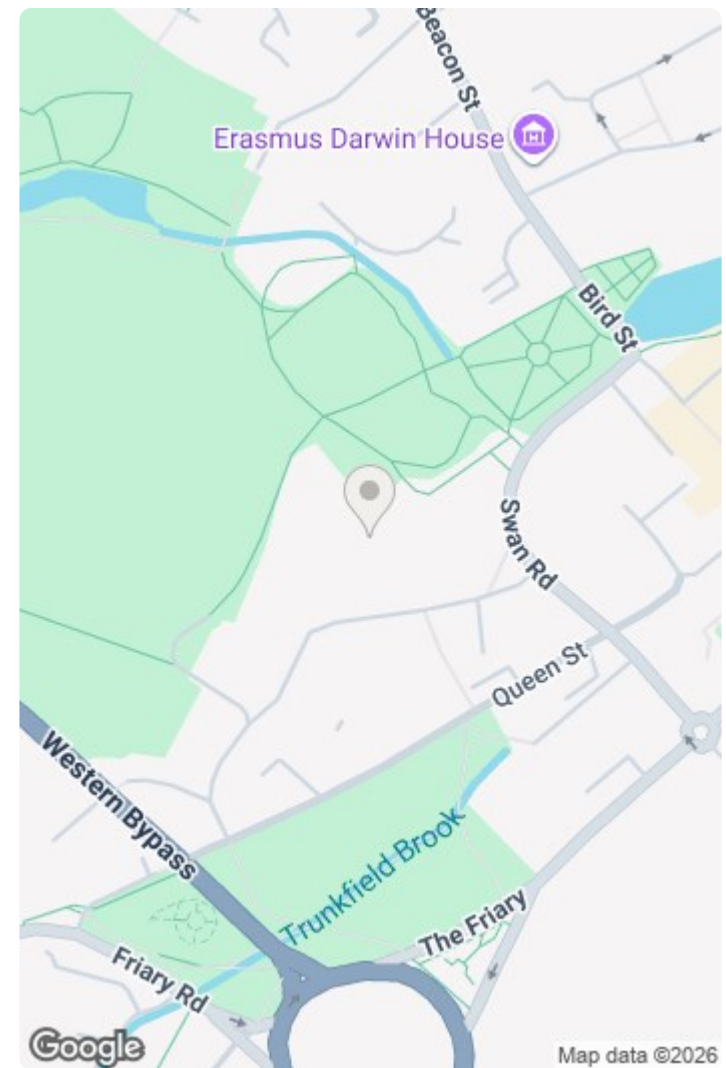 Beacon St
Erasmus Darwin House
Bird St
Swan Rd
Queen St
Western Bypass
Trunkfield Brook
The Friary
Friary Rd
Google
Map data ©2026